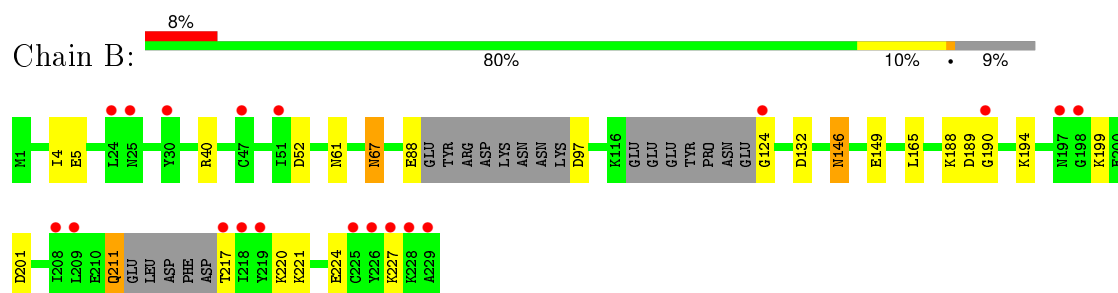 8%
Chain B:
80% 10% • 9%
M1 I4 E5 L24 N25 Y30 R40 C47 I51 D52 N61 N67 E88 GLU TYR ARG ASP LYS ASN ASN LYS D97 K116 GLU GLU GLU TYR PRO ASN GLU G124 D132 N146 E149 L165 K188 D189 G190 K194 N197 G198 K199 E200
D201 I208 L209 E210 Q211 GLU LEU ASP PHE ASP T217 I218 Y219 K220 K221 E224 C225 Y226 K227 K228 A229